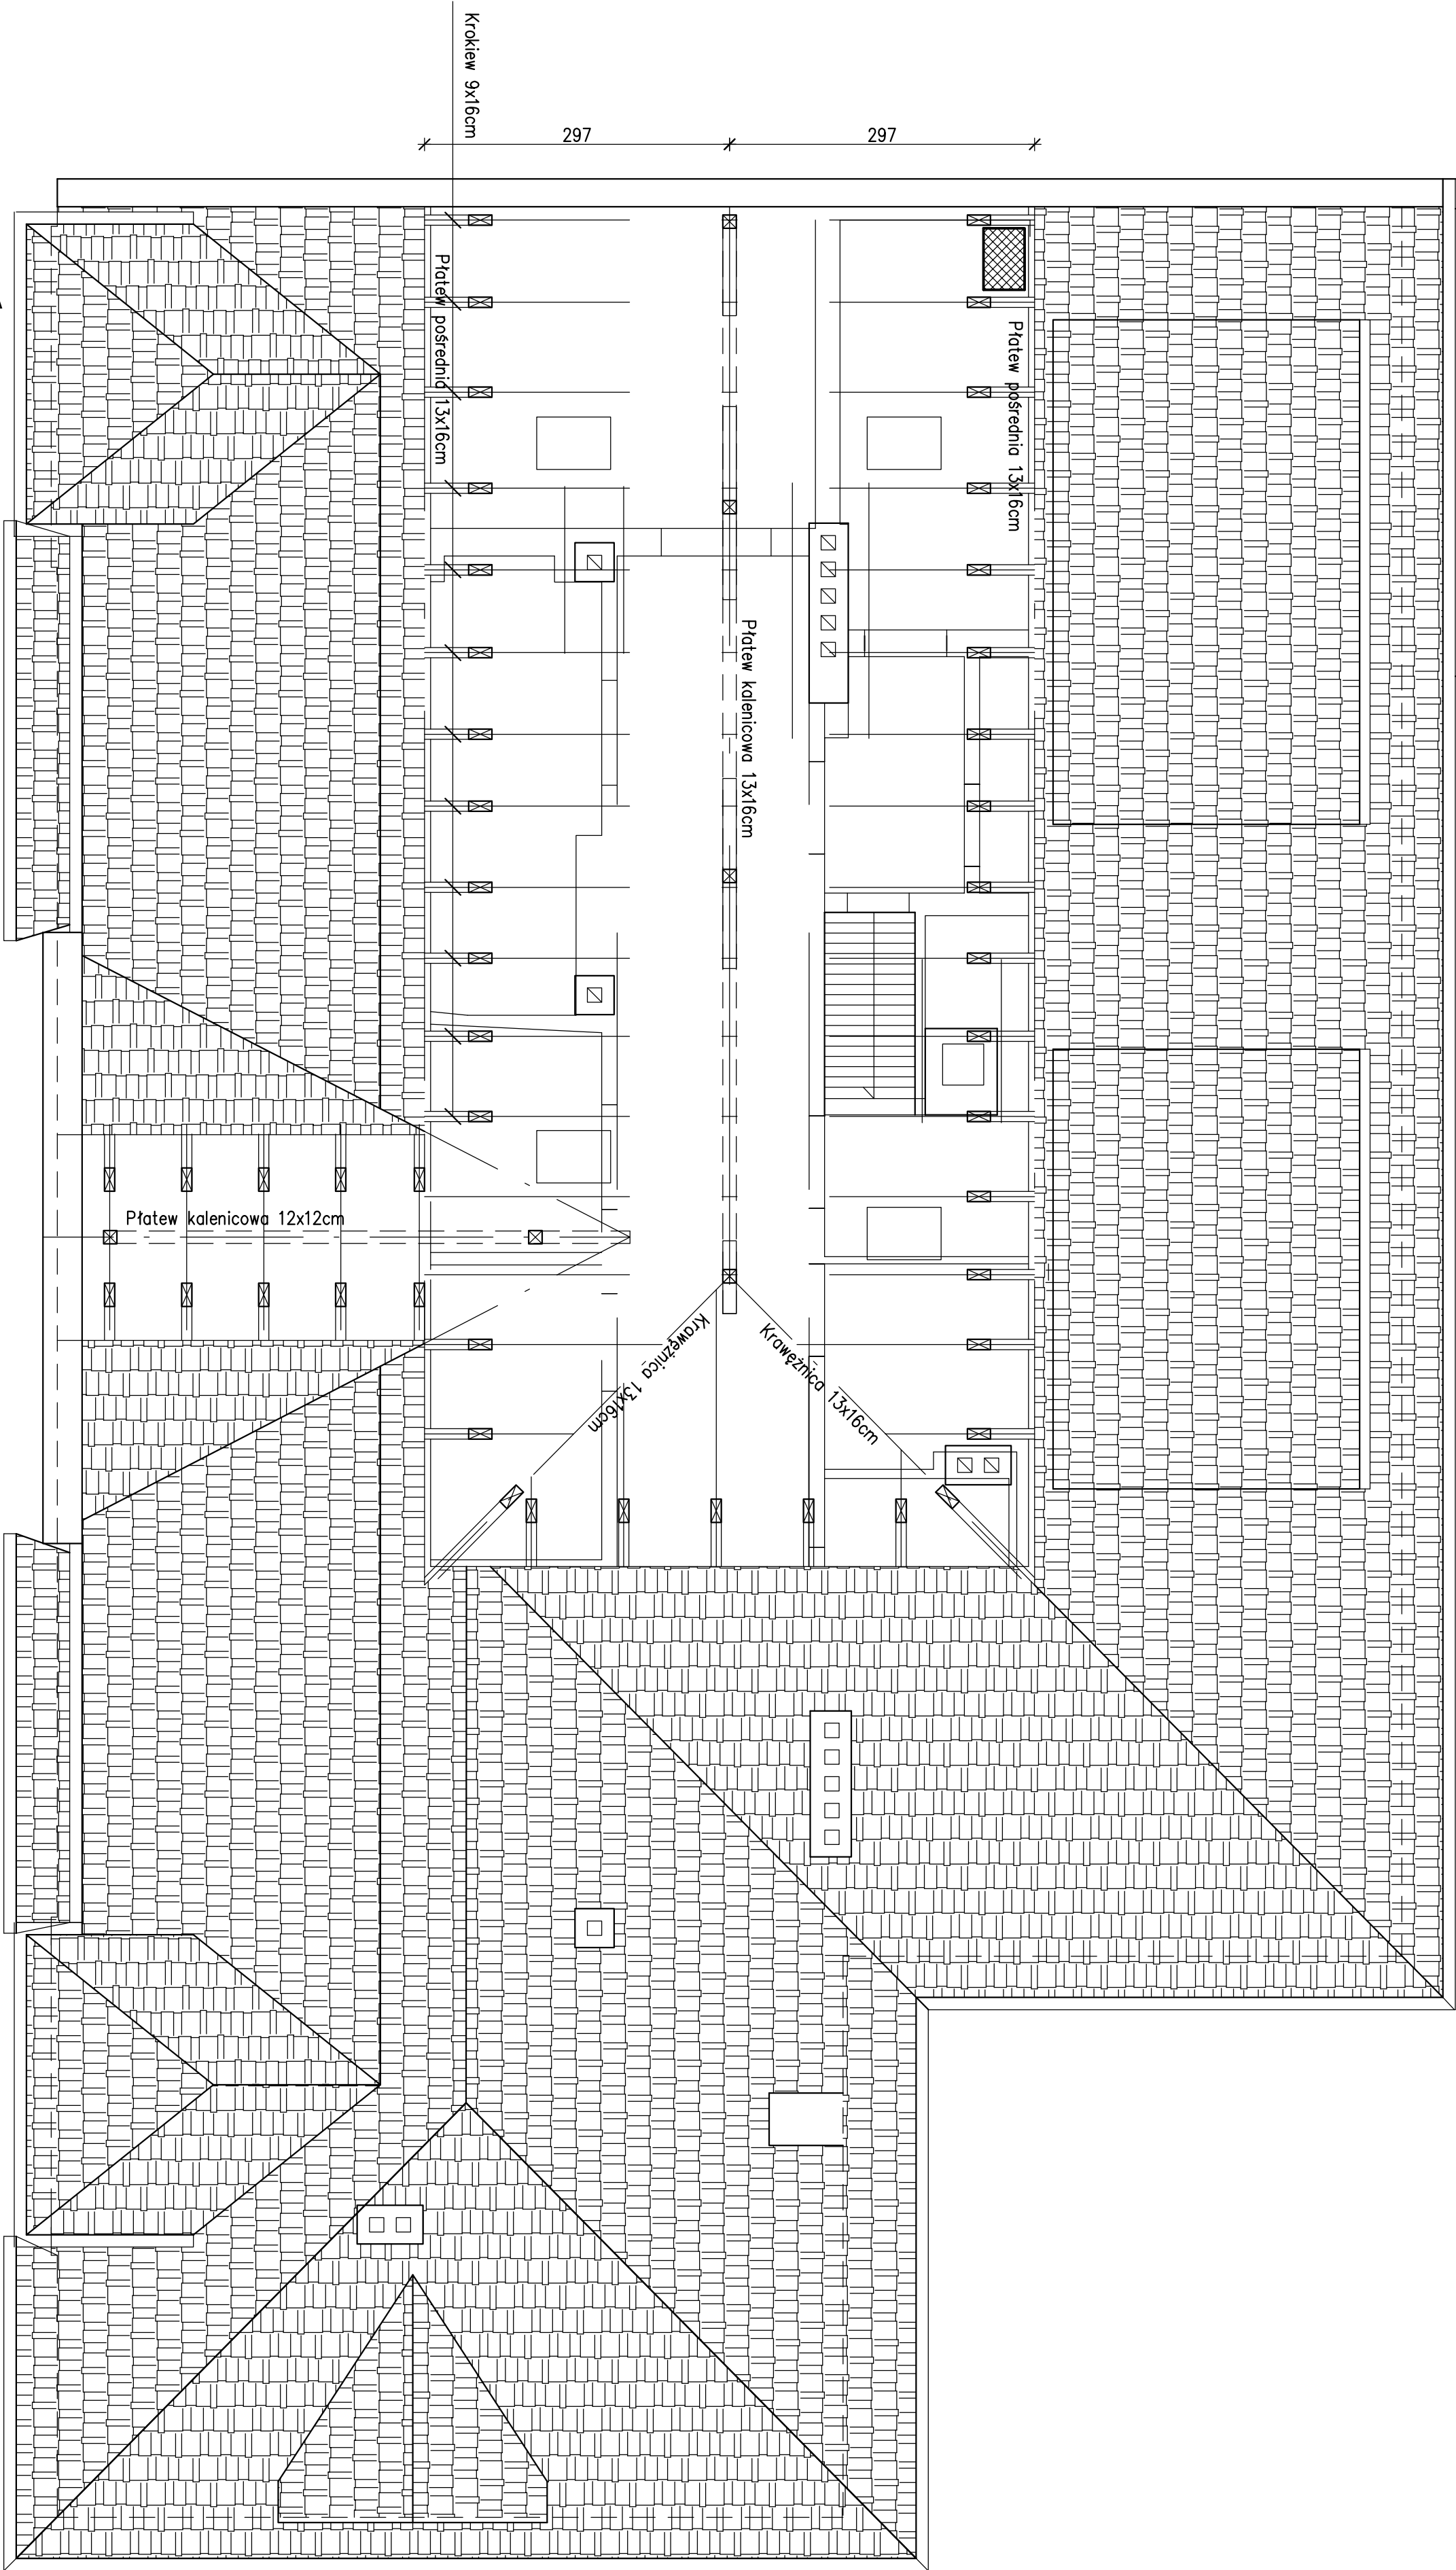 Krokiew 9x16cm
297
297
Płatew pośrednia 13x16cm
Płatew pośrednia 13x16cm
Płatew kalenicowa 13x16cm
Płatew kalenicowa 12x12cm
Krawężnica 13x16cm
Krawężnica 13x16cm